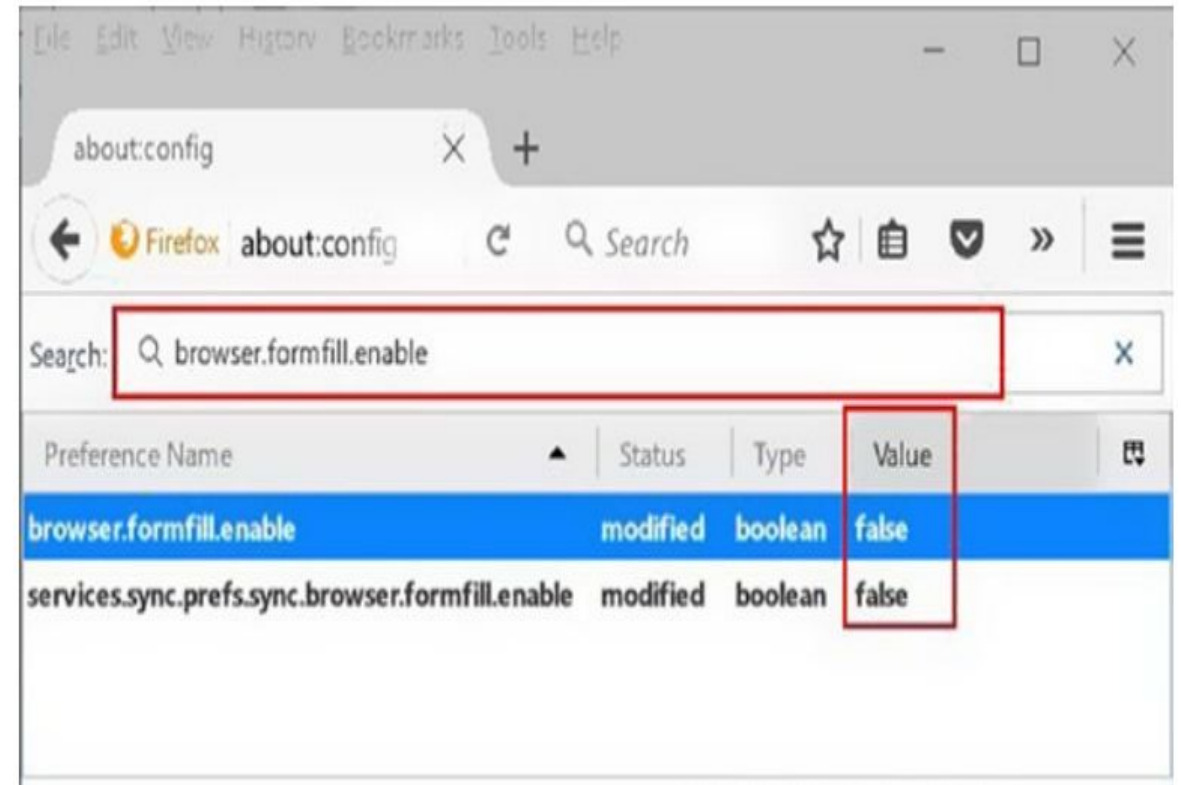 File Edit View History Bookmarks Tools Help
about:config
Firefox about:config Search
Search: browser.formfill.enable
Preference Name Status Type Value
browser.formfill.enable modified boolean false
services.sync.prefs.sync.browser.formfill.enable modified boolean false